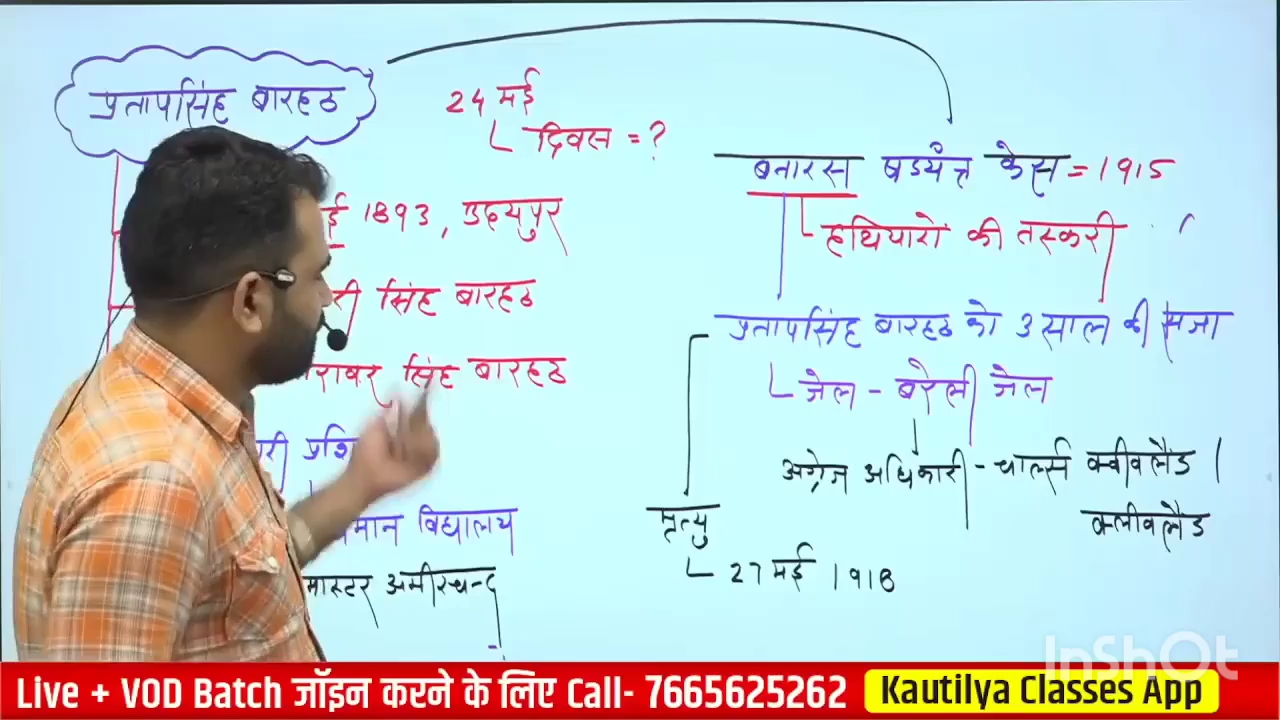 प्रतापसिंह बारहठ
24 मई
दिवस = ?
1893, उदयपुर
सिंह बारहठ
सिंह बारहठ
विद्यालय
मास्टर अमीरचन्द
बनारस षडयंत्र केस = 1915
हथियारों की तस्करी
प्रतापसिंह बारहठ को 3 साल की सजा
जेल - बरेली जेल
अग्रेज अधिकारी - चार्ल्स क्वीवलैंड /
क्लीवलैंड
मृत्यु
27 मई 1918
InShOt
Live + VOD Batch जॉइन करने के लिए Call- 7665625262
Kautilya Classes App